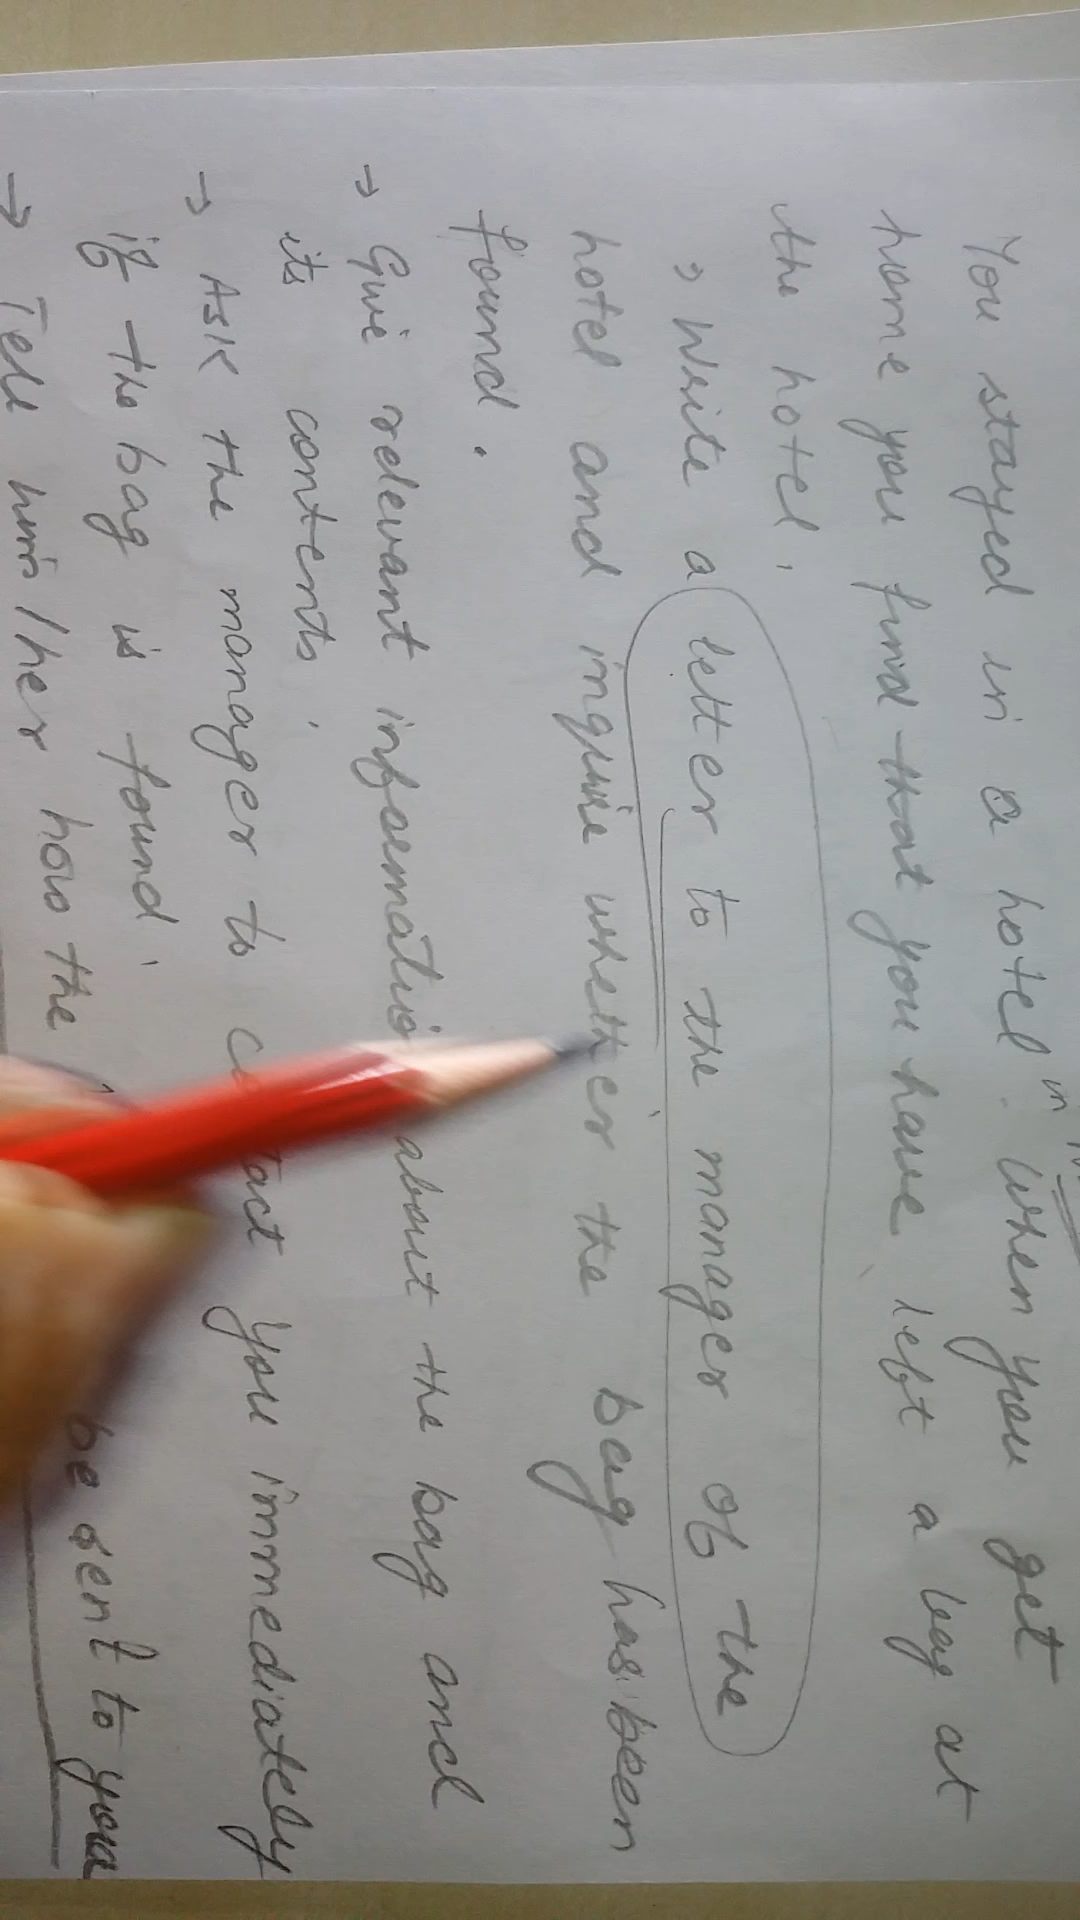 You stayed in a hotel. When you get
home you find that you have left a bag at
the hotel.
→ Write a letter to the manager of the
hotel and inquire whether the bag has been
found.
→ Give relevant information about the bag and
its contents.
→ Ask the manager to contact you immediately
if the bag is found.
→ Tell him/her how the be sent to you